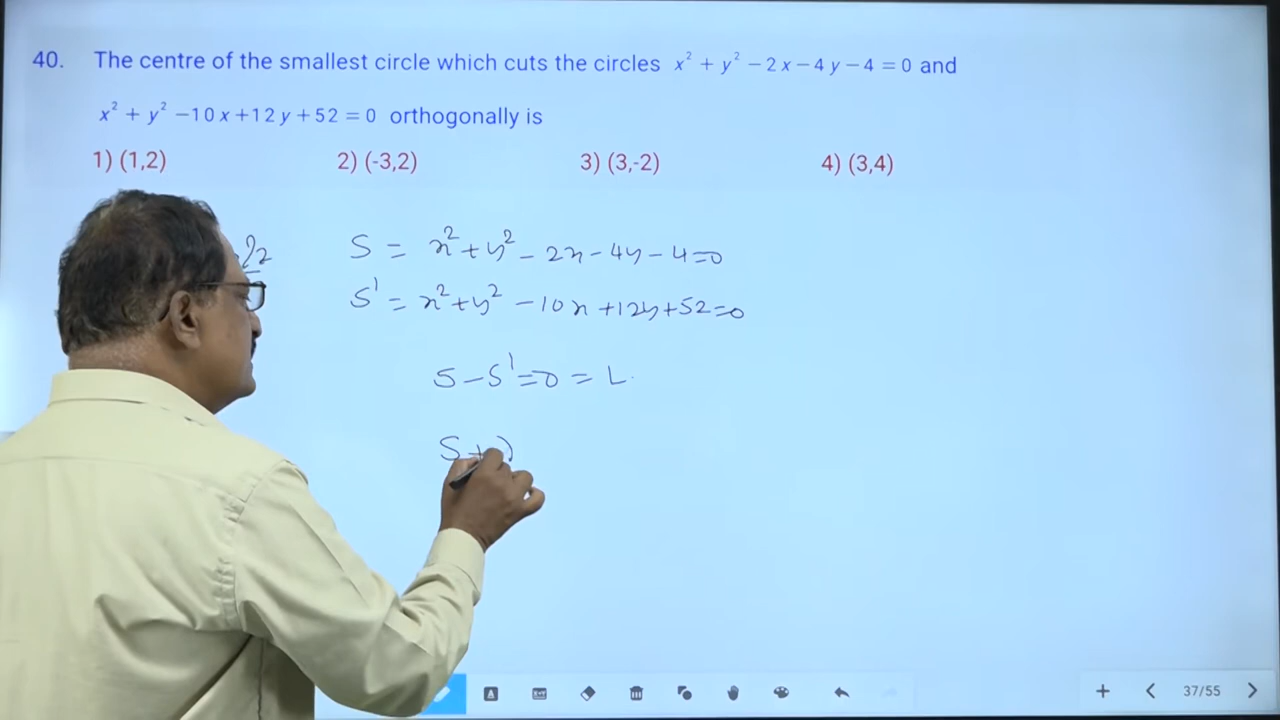 40. The centre of the smallest circle which cuts the circles x² + y² − 2x − 4y − 4 = 0 and
x² + y² − 10x + 12y + 52 = 0 orthogonally is
1) (1,2) 2) (-3,2) 3) (3,-2) 4) (3,4)
S = x² + y² − 2x − 4y − 4 = 0
S' = x² + y² − 10x + 12y + 52 = 0
S − S' = 0 = L
S +
37/55